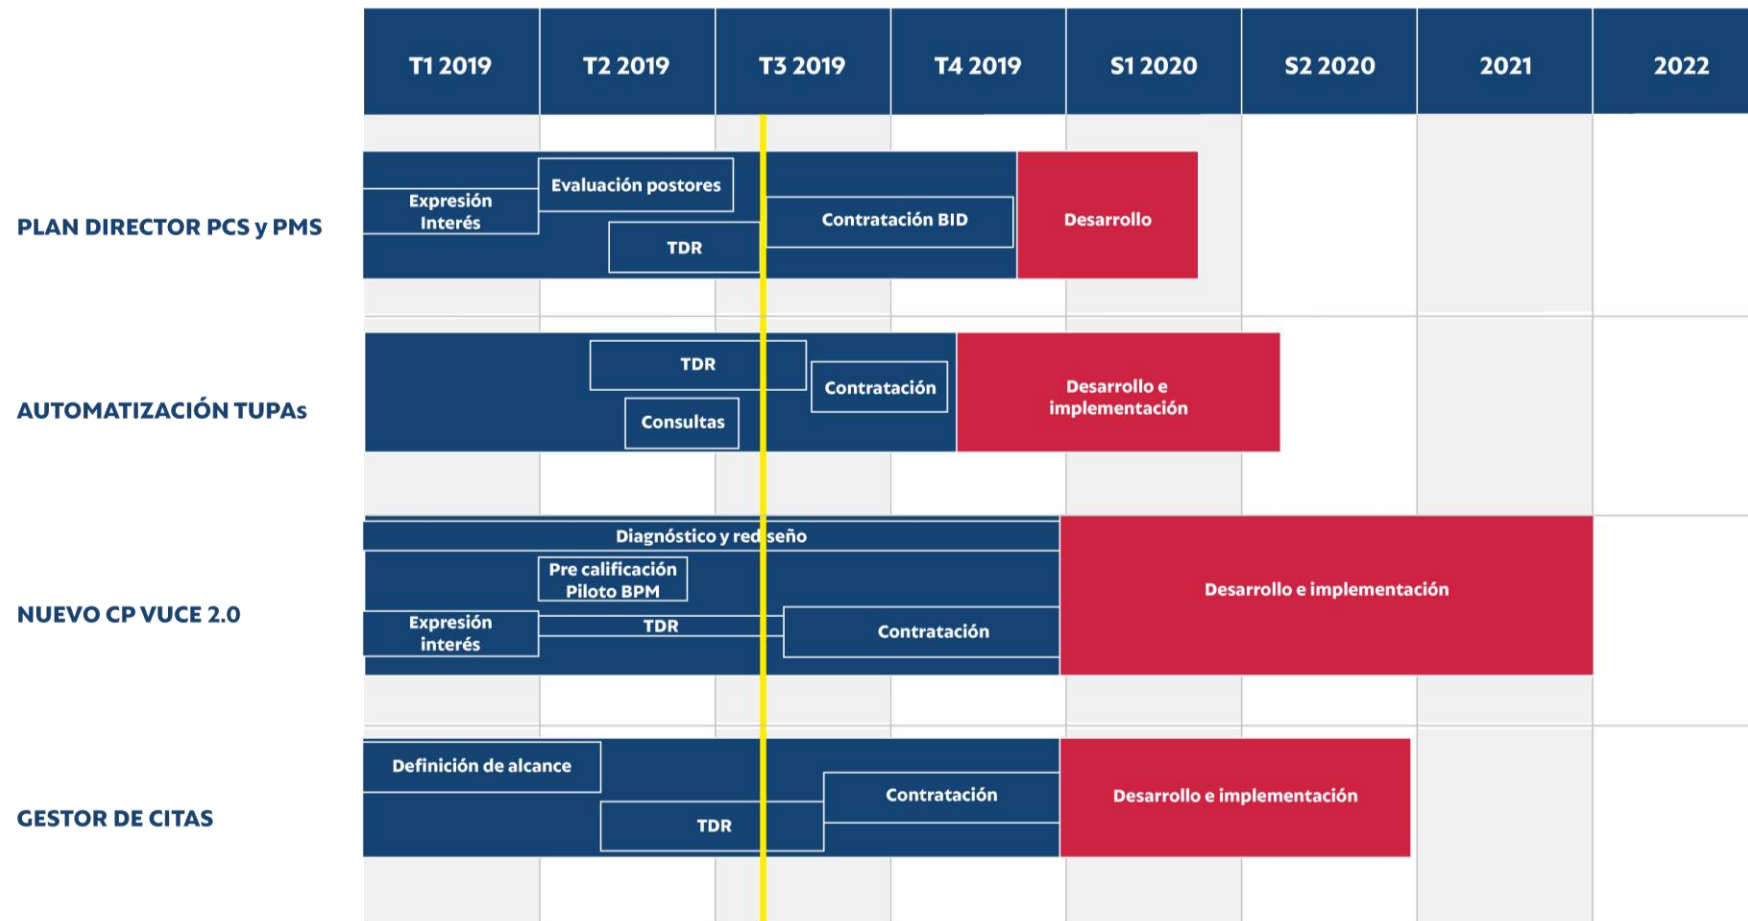 T1 2019
T2 2019
T3 2019
T4 2019
S1 2020
S2 2020
2021
2022
PLAN DIRECTOR PCS y PMS
Expresión
Interés
Evaluación postores
TDR
Contratación BID
Desarrollo
AUTOMATIZACIÓN TUPAs
TDR
Consultas
Contratación
Desarrollo e
implementación
NUEVO CP VUCE 2.0
Diagnóstico y rediseño
Pre calificación
Piloto BPM
Expresión
interés
TDR
Contratación
Desarrollo e implementación
GESTOR DE CITAS
Definición de alcance
TDR
Contratación
Desarrollo e implementación